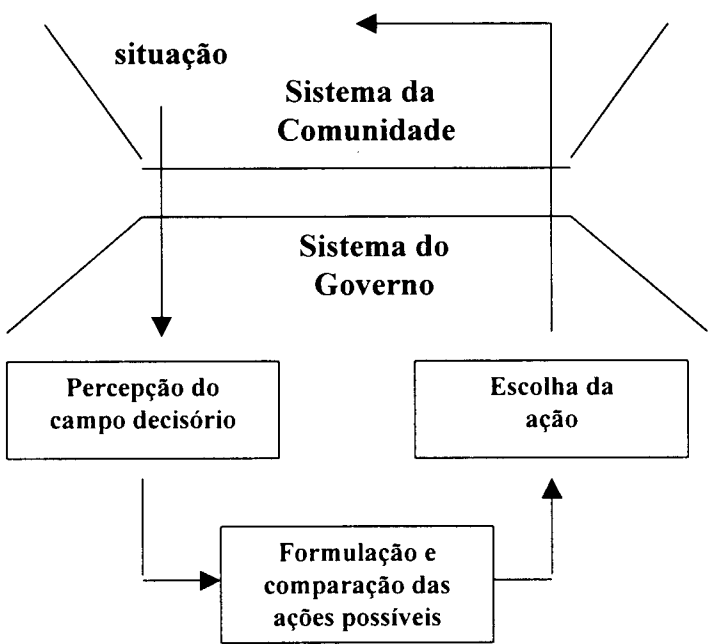 situação
Sistema da
Comunidade
Sistema do
Governo
Percepção do
campo decisório
Escolha da
ação
Formulação e
comparação das
ações possíveis